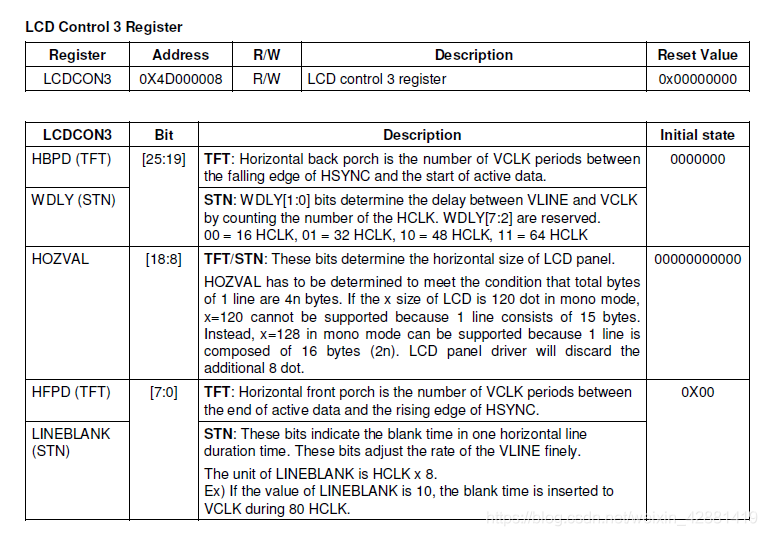 LCD Control 3 Register
Register Address R/W Description Reset Value
LCDCON3 0X4D000008 R/W LCD control 3 register 0x00000000
LCDCON3 Bit Description Initial state
HBPD (TFT) [25:19] TFT: Horizontal back porch is the number of VCLK periods between 0000000
the falling edge of HSYNC and the start of active data.
WDLY (STN) STN: WDLY[1:0] bits determine the delay between VLINE and VCLK
by counting the number of the HCLK. WDLY[7:2] are reserved.
00 = 16 HCLK, 01 = 32 HCLK, 10 = 48 HCLK, 11 = 64 HCLK
HOZVAL [18:8] TFT/STN: These bits determine the horizontal size of LCD panel. 00000000000
HOZVAL has to be determined to meet the condition that total bytes
of 1 line are 4n bytes. If the x size of LCD is 120 dot in mono mode,
x=120 cannot be supported because 1 line consists of 15 bytes.
Instead, x=128 in mono mode can be supported because 1 line is
composed of 16 bytes (2n). LCD panel driver will discard the
additional 8 dot.
HFPD (TFT) [7:0] TFT: Horizontal front porch is the number of VCLK periods between 0X00
the end of active data and the rising edge of HSYNC.
LINEBLANK STN: These bits indicate the blank time in one horizontal line
(STN) duration time. These bits adjust the rate of the VLINE finely.
The unit of LINEBLANK is HCLK x 8.
Ex) If the value of LINEBLANK is 10, the blank time is inserted to
VCLK during 80 HCLK.
https://blog.csdn.net/weixin_42881419